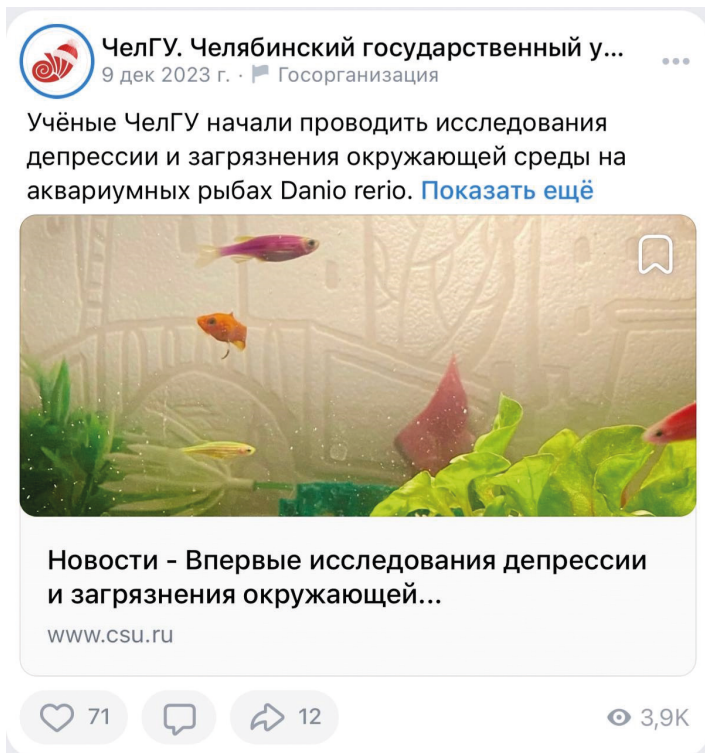 ЧелГУ. Челябинский государственный у...
9 дек 2023 г. · Госорганизация
Учёные ЧелГУ начали проводить исследования
депрессии и загрязнения окружающей среды на
аквариумных рыбах Danio rerio. Показать ещё
Новости - Впервые исследования депрессии
и загрязнения окружающей...
www.csu.ru
71 12 3,9K